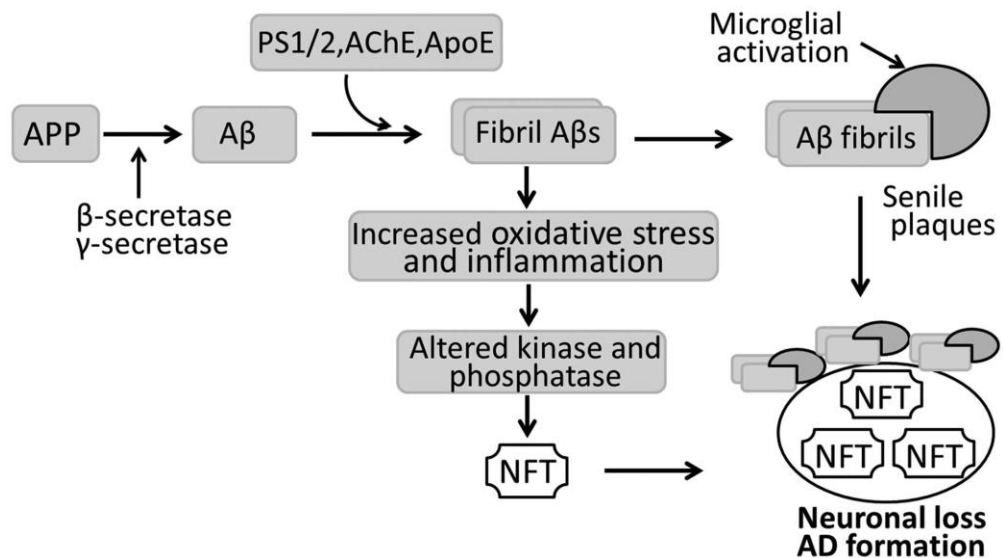 PS1/2,AChE,ApoE
Microglial
activation
APP
Aβ
Fibril Aβs
Aβ fibrils
β-secretase
γ-secretase
Senile
plaques
Increased oxidative stress
and inflammation
Altered kinase and
phosphatase
NFT
NFT
NFT
NFT
Neuronal loss
AD formation